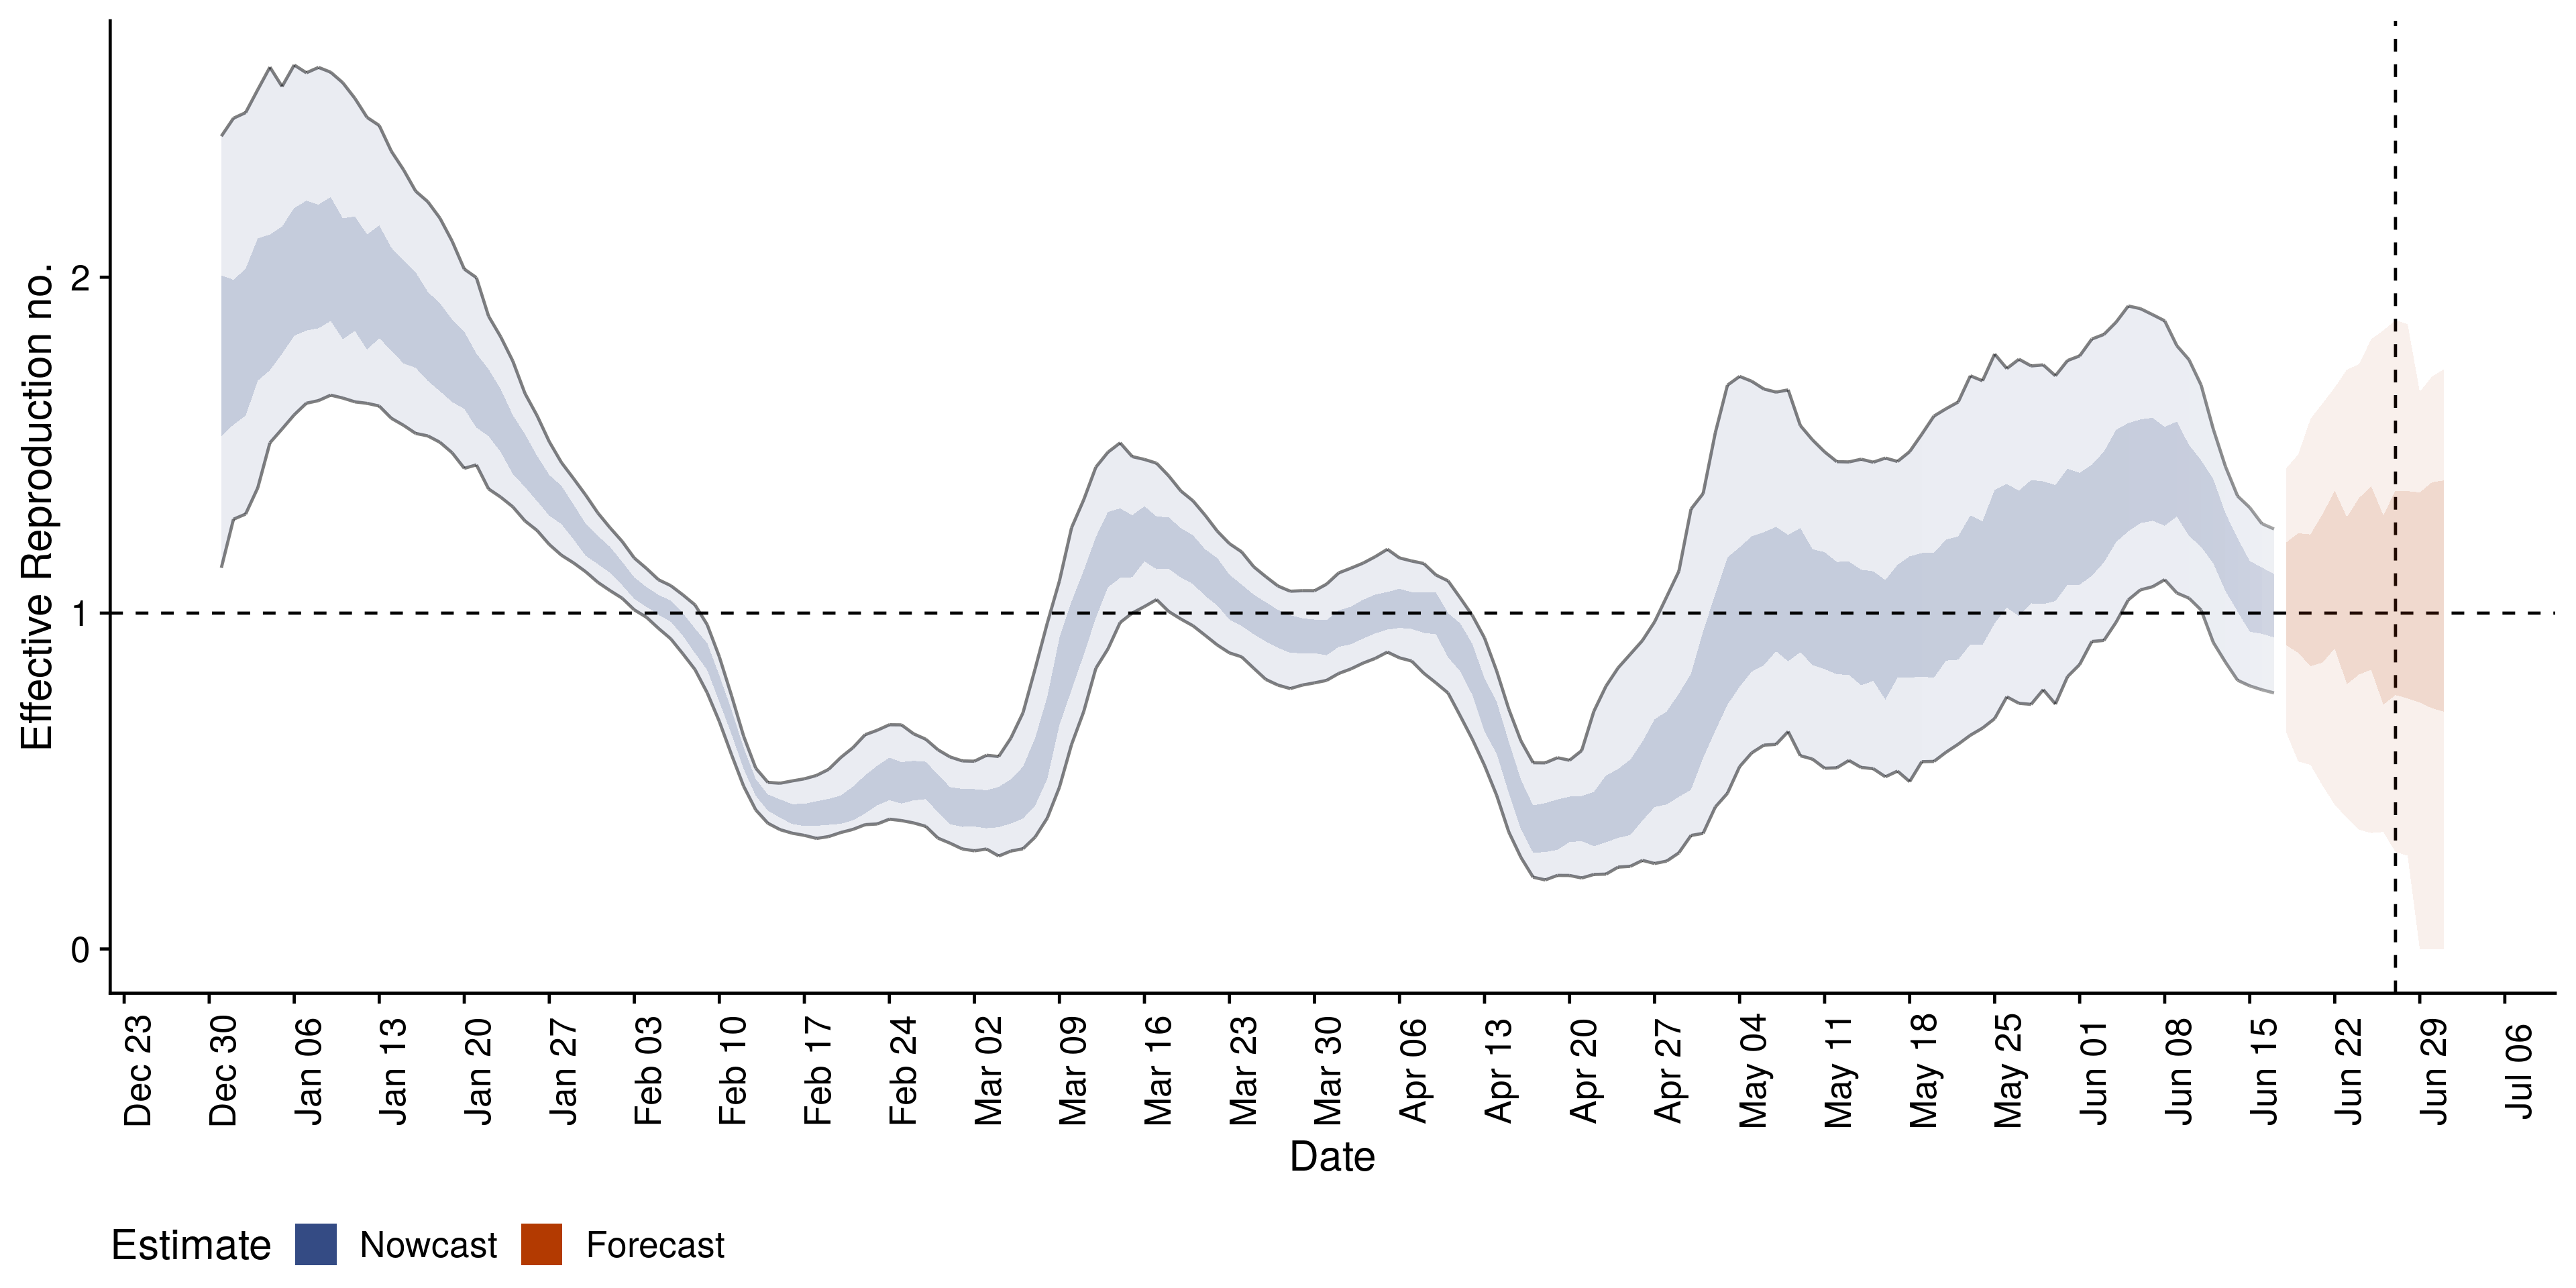 Effective Reproduction no.
2
1
0
Dec 23
Dec 30
Jan 06
Jan 13
Jan 20
Jan 27
Feb 03
Feb 10
Feb 17
Feb 24
Mar 02
Mar 09
Mar 16
Mar 23
Mar 30
Apr 06
Apr 13
Apr 20
Apr 27
May 04
May 11
May 18
May 25
Jun 01
Jun 08
Jun 15
Jun 22
Jun 29
Jul 06
Date
Estimate Nowcast Forecast